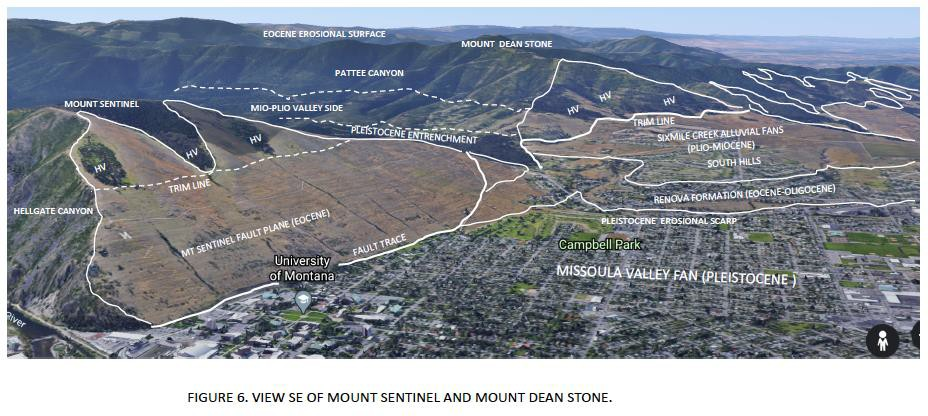 EOCENE EROSIONAL SURFACE
MOUNT DEAN STONE
PATTEE CANYON
MOUNT SENTINEL
MIO-PLIO VALLEY SIDE
HV
HV
HV
TRIM LINE
PLEISTOCENE ENTRENCHMENT
SIXMILE CREEK ALLUVIAL FANS
(PLIO-MIOCENE)
HV
HV
HV
SOUTH HILLS
TRIM LINE
RENOVA FORMATION (EOCENE-OLIGOCENE)
HELLGATE CANYON
PLEISTOCENE EROSIONAL SCARP
MT SENTINEL FAULT PLANE (EOCENE)
FAULT TRACE
Campbell Park
University
of Montana
MISSOULA VALLEY FAN (PLEISTOCENE )
River
FIGURE 6. VIEW SE OF MOUNT SENTINEL AND MOUNT DEAN STONE.